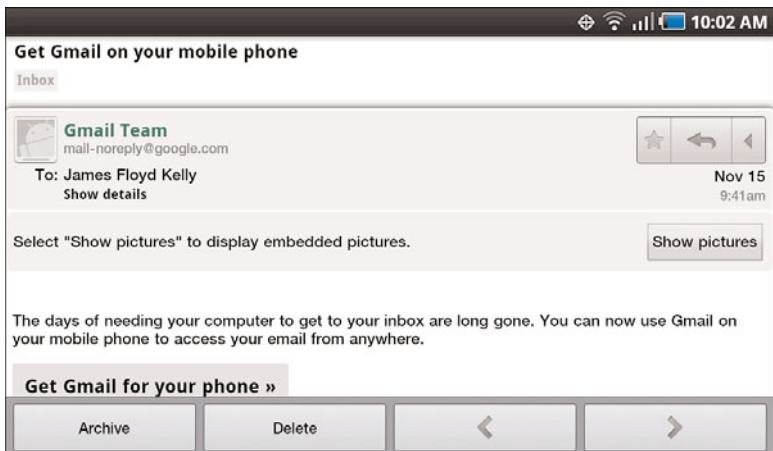 10:02 AM
Get Gmail on your mobile phone
Inbox
Gmail Team
mail-noreply@google.com
To: James Floyd Kelly
Nov 15
Show details
9:41am
Select "Show pictures" to display embedded pictures.
Show pictures
The days of needing your computer to get to your inbox are long gone. You can now use Gmail on
your mobile phone to access your email from anywhere.
Get Gmail for your phone »
Archive
Delete